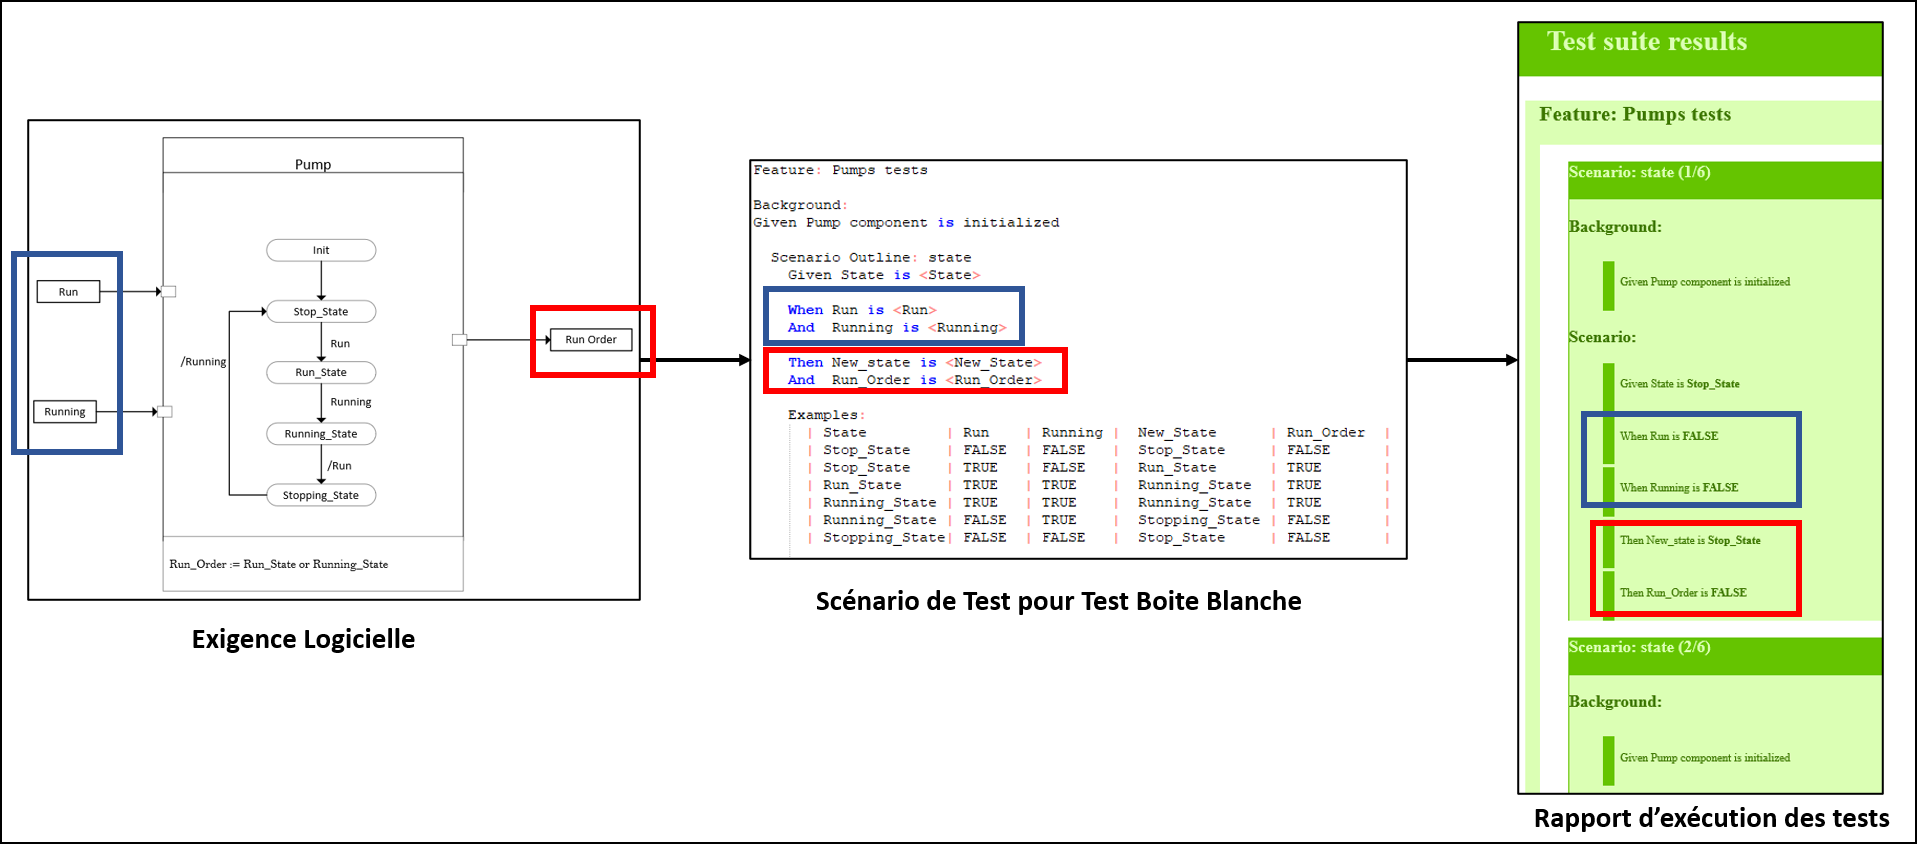 Pump
Init
Stop_State
Run
Run_State
Running
Running_State
/Run
Stopping_State
/Running
Run
Running
Run Order
Run_Order := Run_State or Running_State
Exigence Logicielle
Feature: Pumps tests
Background:
Given Pump component is initialized
Scenario Outline: state
Given State is <State>
When Run is <Run>
And Running is <Running>
Then New_state is <New_State>
And Run_Order is <Run_Order>
Examples:
| State | Run | Running | New_State | Run_Order |
| Stop_State | FALSE | FALSE | Stop_State | FALSE |
| Stop_State | TRUE | FALSE | Run_State | TRUE |
| Run_State | TRUE | TRUE | Running_State | TRUE |
| Running_State | TRUE | TRUE | Running_State | TRUE |
| Running_State | FALSE | TRUE | Stopping_State | FALSE |
| Stopping_State| FALSE | FALSE | Stop_State | FALSE |
Scénario de Test pour Test Boite Blanche
Test suite results
Feature: Pumps tests
Scenario: state (1/6)
Background:
Given Pump component is initialized
Scenario:
Given State is Stop_State
When Run is FALSE
When Running is FALSE
Then New_state is Stop_State
Then Run_Order is FALSE
Scenario: state (2/6)
Background:
Given Pump component is initialized
Rapport d’exécution des tests